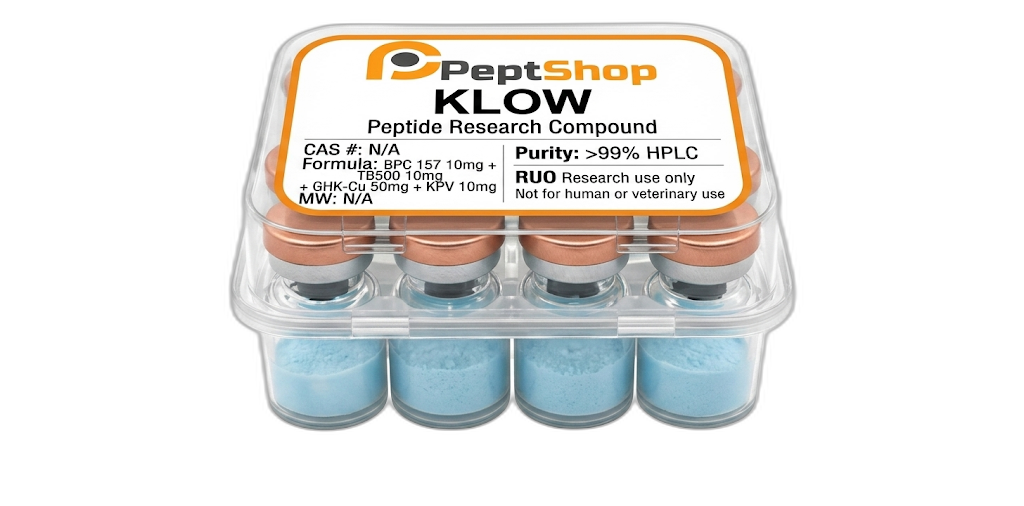 PeptShop
KLOW
Peptide Research Compound
CAS #: N/A
Formula: BPC 157 10mg +
TB500 10mg
+ GHK-Cu 50mg + KPV 10mg
MW: N/A
Purity: >99% HPLC
RUO Research use only
Not for human or veterinary use